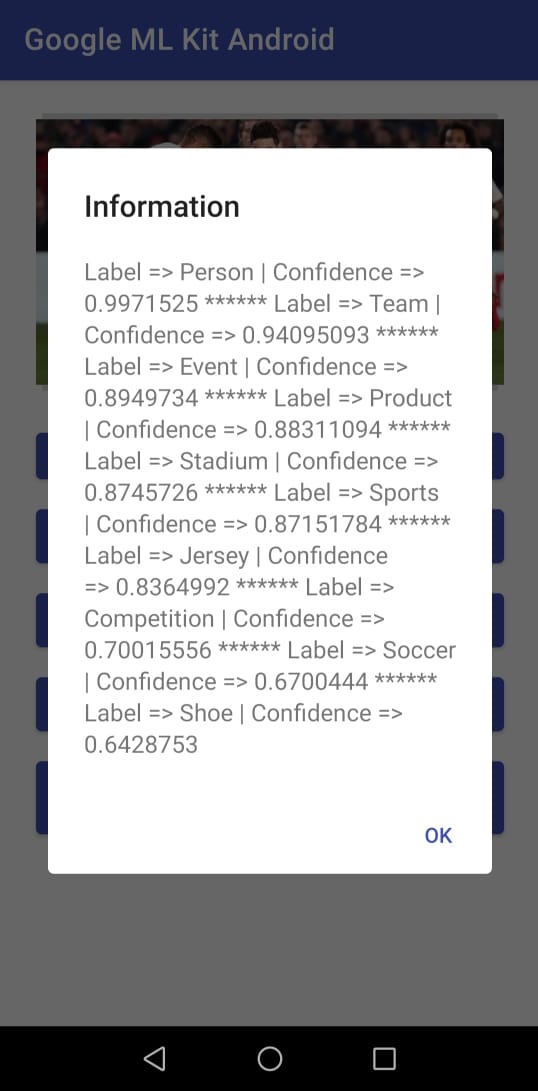 Google ML Kit Android
Information
Label => Person | Confidence =>
0.9971525 ****** Label => Team |
Confidence => 0.94095093 ******
Label => Event | Confidence =>
0.8949734 ****** Label => Product
| Confidence => 0.88311094 ******
Label => Stadium | Confidence =>
0.8745726 ****** Label => Sports
| Confidence => 0.87151784 ******
Label => Jersey | Confidence
=> 0.8364992 ****** Label =>
Competition | Confidence =>
0.70015556 ****** Label => Soccer
| Confidence => 0.6700444 ******
Label => Shoe | Confidence =>
0.6428753
OK